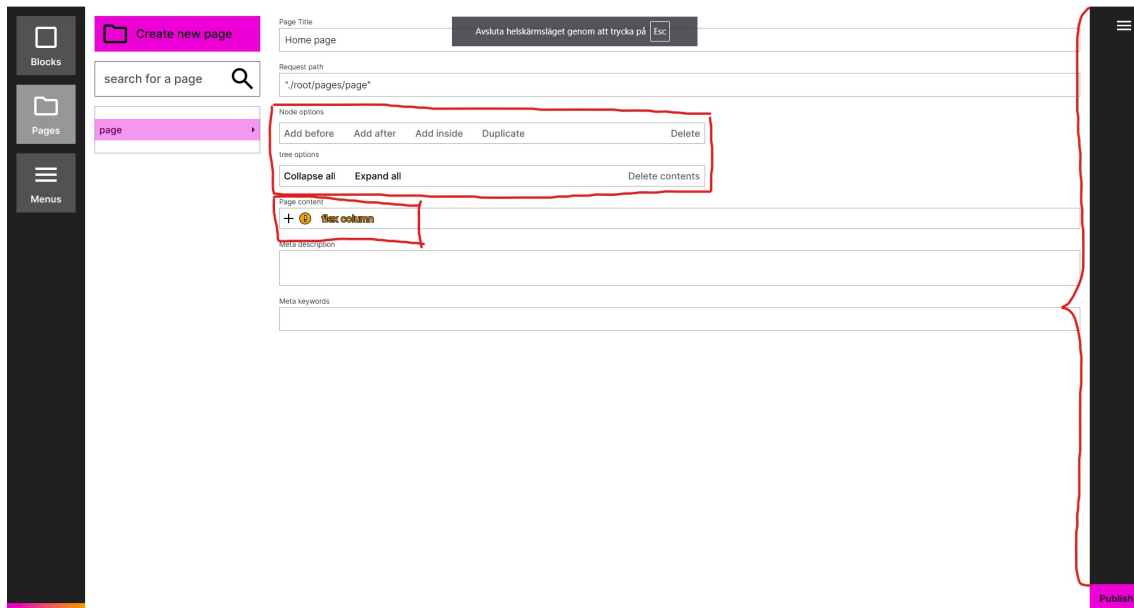 Blocks
Pages
Menus
Create new page
search for a page
page
Page Title
Home page
Avsluta helskärmsläget genom att trycka på Esc
Request path
"./root/pages/page"
Node options
Add before Add after Add inside Duplicate Delete
tree options
Collapse all Expand all Delete contents
Page content
flex column
Meta description
Meta keywords
Publish